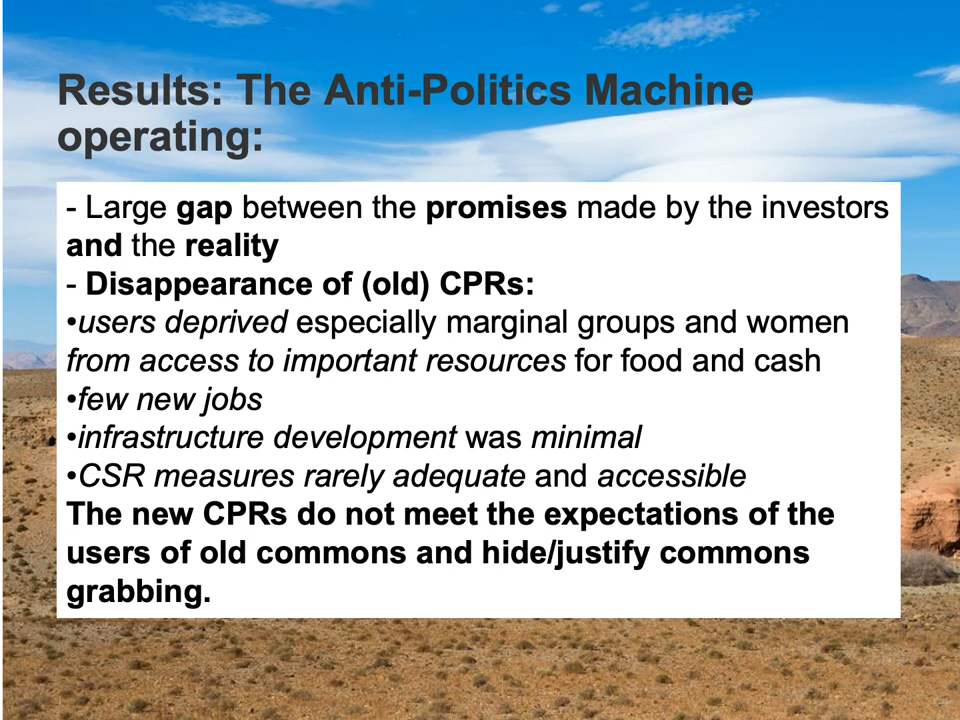 Results: The Anti-Politics Machine
operating:
- Large gap between the promises made by the investors
and the reality
- Disappearance of (old) CPRs:
•users deprived especially marginal groups and women
from access to important resources for food and cash
•few new jobs
•infrastructure development was minimal
•CSR measures rarely adequate and accessible
The new CPRs do not meet the expectations of the
users of old commons and hide/justify commons
grabbing.